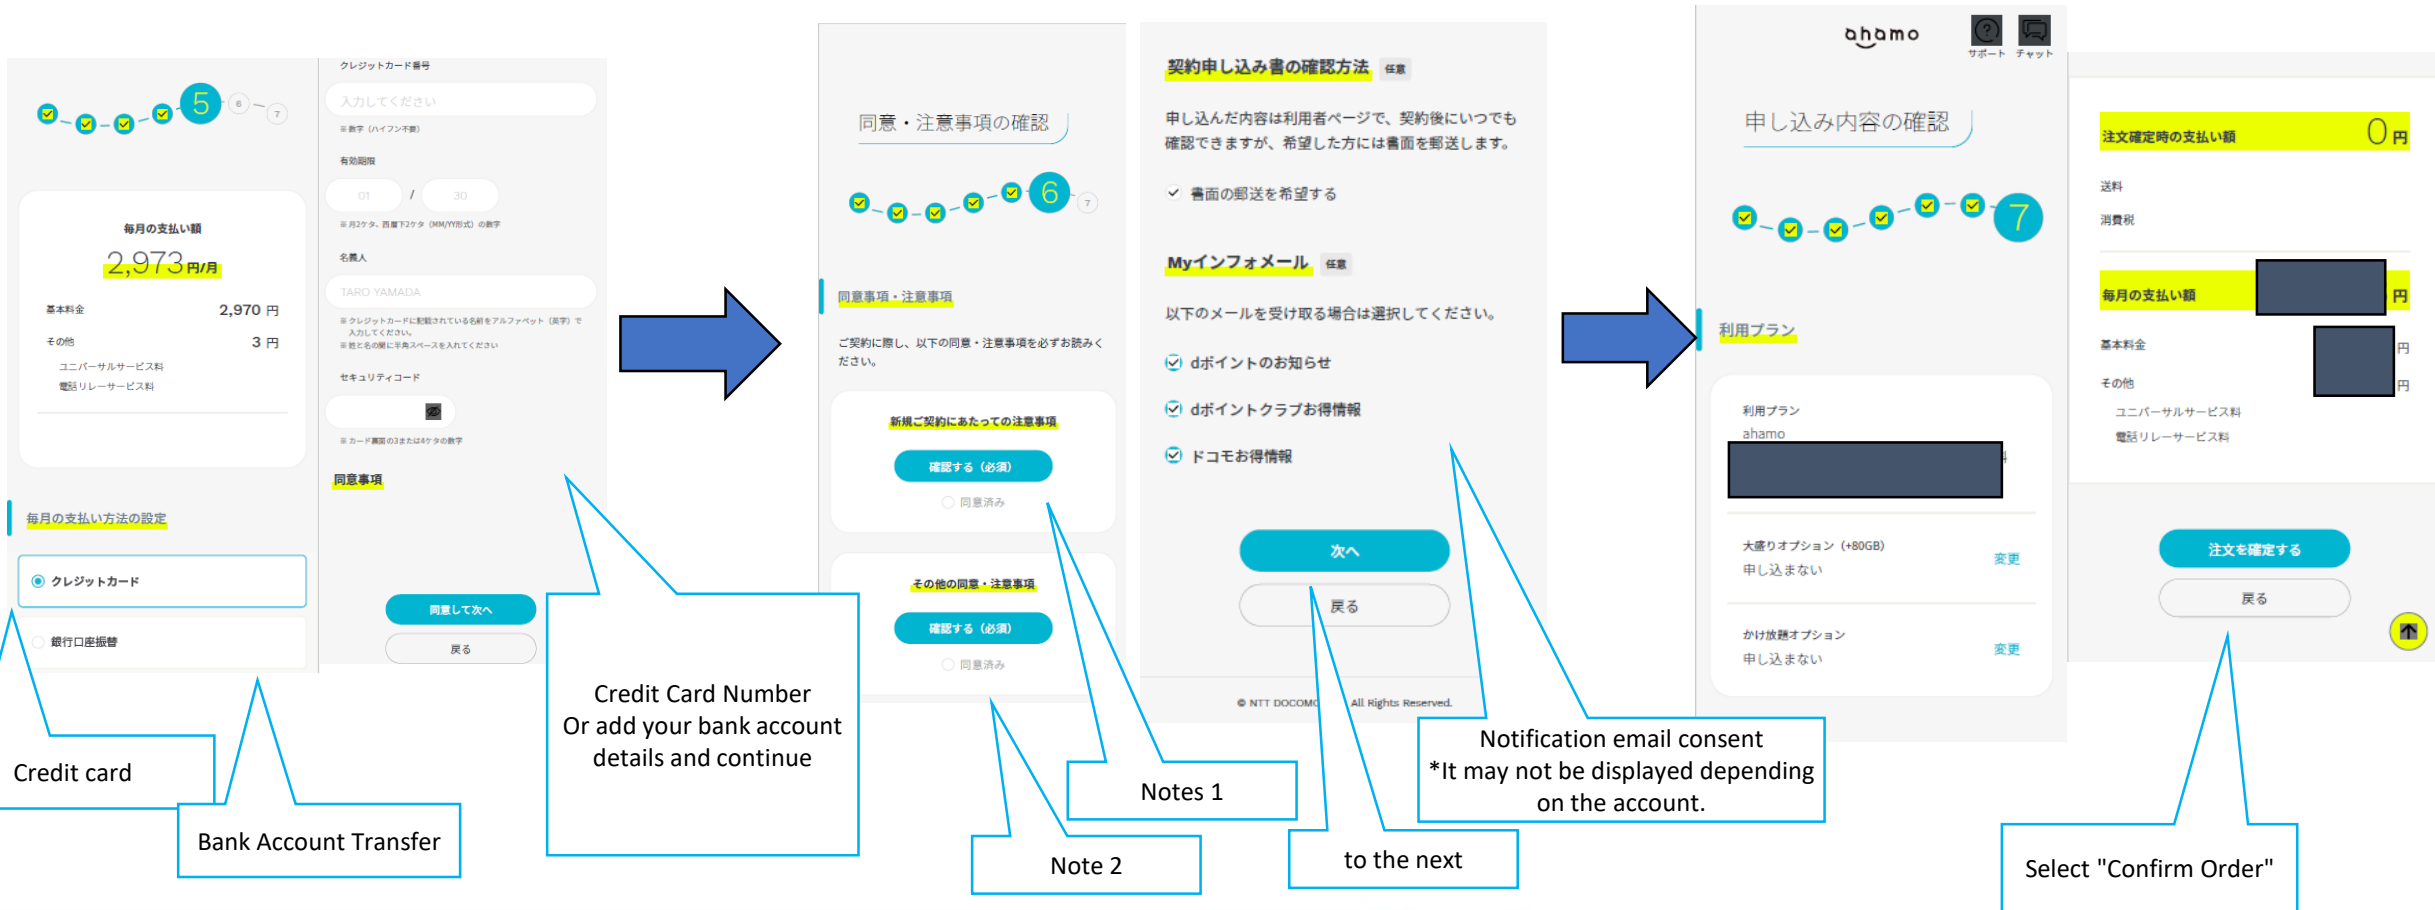 5
6
7
毎月の支払い額
2,973 円/月
基本料金 2,970 円
その他 3 円
ユニバーサルサービス料
電話リレーサービス料
毎月の支払い方法の設定
クレジットカード
銀行口座振替
Credit card
Bank Account Transfer
クレジットカード番号
入力してください
※数字（ハイフン不要）
有効期限
01 / 30
※月2ケタ、西暦下2ケタ（MM/YY形式）の数字
名義人
TARO YAMADA
※クレジットカードに記載されている名前をアルファベット（英字）で
入力してください。
※姓と名の間に半角スペースを入れてください
セキュリティコード
※カード裏面の3または4ケタの数字
同意事項
同意して次へ
戻る
Credit Card Number
Or add your bank account
details and continue
同意・注意事項の確認
6
7
同意事項・注意事項
ご契約に際し、以下の同意・注意事項を必ずお読みく
ださい。
新規ご契約にあたっての注意事項
確認する（必須）
同意済み
その他の同意・注意事項
確認する（必須）
同意済み
Notes 1
Note 2
契約申し込み書の確認方法 任意
申し込んだ内容は利用者ページで、契約後にいつでも
確認できますが、希望した方には書面を郵送します。
書面の郵送を希望する
Myインフォメール 任意
以下のメールを受け取る場合は選択してください。
dポイントのお知らせ
dポイントクラブお得情報
ドコモお得情報
次へ
戻る
© NTT DOCOMO All Rights Reserved.
to the next
Notification email consent
*It may not be displayed depending
on the account.
ahamo
サポート チャット
申し込み内容の確認
7
利用プラン
利用プラン
ahamo
大盛りオプション（+80GB）
申し込まない
変更
かけ放題オプション
申し込まない
変更
注文確定時の支払い額 0 円
送料
消費税
毎月の支払い額 円
基本料金 円
その他 円
ユニバーサルサービス料
電話リレーサービス料
注文を確定する
戻る
Select "Confirm Order"